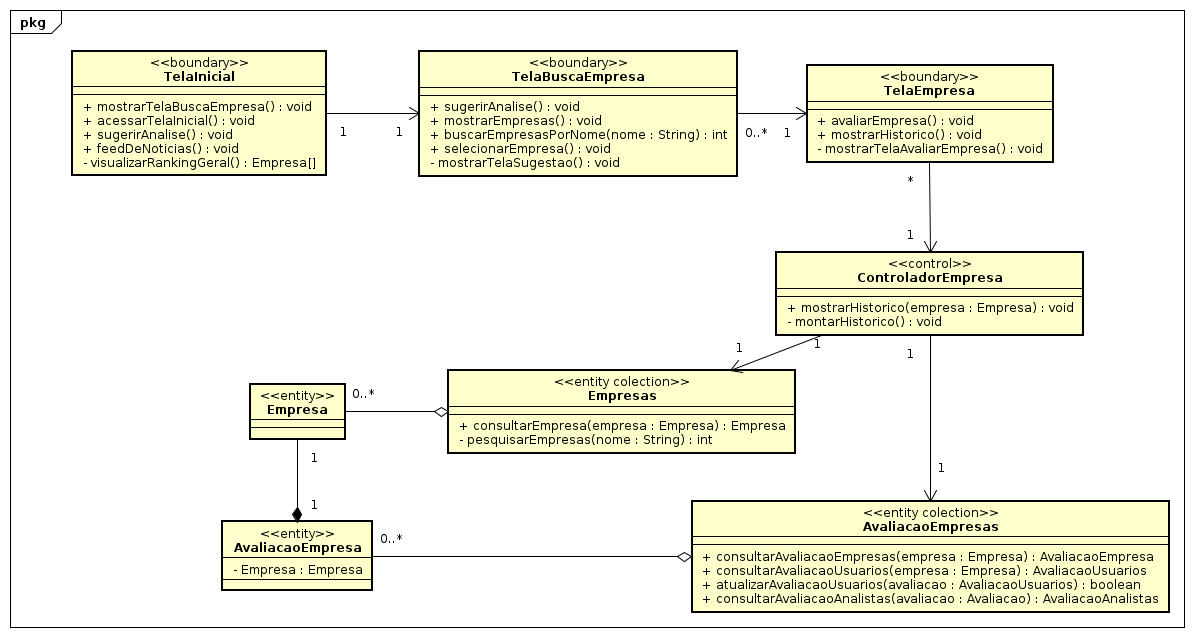 pkg
<<boundary>>
TelaInicial
+ mostrarTelaBuscaEmpresa() : void
+ acessarTelaInicial() : void
+ sugerirAnalise() : void
+ feedDeNoticias() : void
- visualizarRankingGeral() : Empresa[]
1
1
<<boundary>>
TelaBuscaEmpresa
+ sugerirAnalise() : void
+ mostrarEmpresas() : void
+ buscarEmpresasPorNome(nome : String) : int
+ selecionarEmpresa() : void
- mostrarTelaSugestao() : void
0..*
1
<<boundary>>
TelaEmpresa
+ avaliarEmpresa() : void
+ mostrarHistorico() : void
- mostrarTelaAvaliarEmpresa() : void
*
1
<<control>>
ControladorEmpresa
+ mostrarHistorico(empresa : Empresa) : void
- montarHistorico() : void
1
1
1
<<entity>>
Empresa
0..*
<<entity colection>>
Empresas
+ consultarEmpresa(empresa : Empresa) : Empresa
- pesquisarEmpresas(nome : String) : int
1
1
1
<<entity>>
AvaliacaoEmpresa
- Empresa : Empresa
0..*
<<entity colection>>
AvaliacaoEmpresas
+ consultarAvaliacaoEmpresas(empresa : Empresa) : AvaliacaoEmpresa
+ consultarAvaliacaoUsuarios(empresa : Empresa) : AvaliacaoUsuarios
+ atualizarAvaliacaoUsuarios(avaliacao : AvaliacaoUsuarios) : boolean
+ consultarAvaliacaoAnalistas(avaliacao : Avaliacao) : AvaliacaoAnalistas